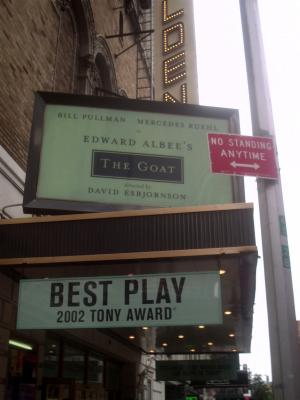 LDEN
BILL PULLMAN MERCEDES RUEHL
EDWARD ALBEE'S
THE GOAT
directed by
DAVID ESBJORNSON
NO STANDING
ANYTIME
BEST PLAY
2002 TONY AWARD